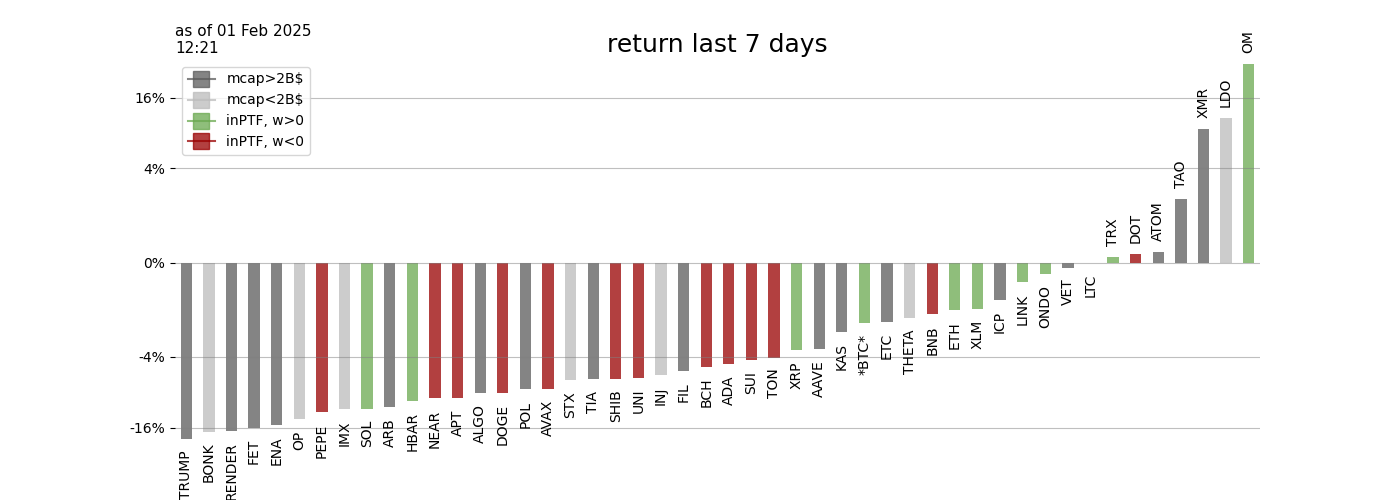 as of 01 Feb 2025
12:21
return last 7 days
mcap>2B$
mcap<2B$
inPTF, w>0
inPTF, w<0
16%
4%
0%
-4%
-16%
TRUMP
BONK
RENDER
FET
ENA
OP
PEPE
IMX
SOL
ARB
HBAR
NEAR
APT
ALGO
DOGE
POL
AVAX
STX
TIA
SHIB
UNI
INJ
FIL
BCH
ADA
SUI
TON
XRP
AAVE
KAS
*BTC*
ETC
THETA
BNB
ETH
XLM
ICP
LINK
ONDO
VET
LTC
TRX
DOT
ATOM
TAO
XMR
LDO
OM